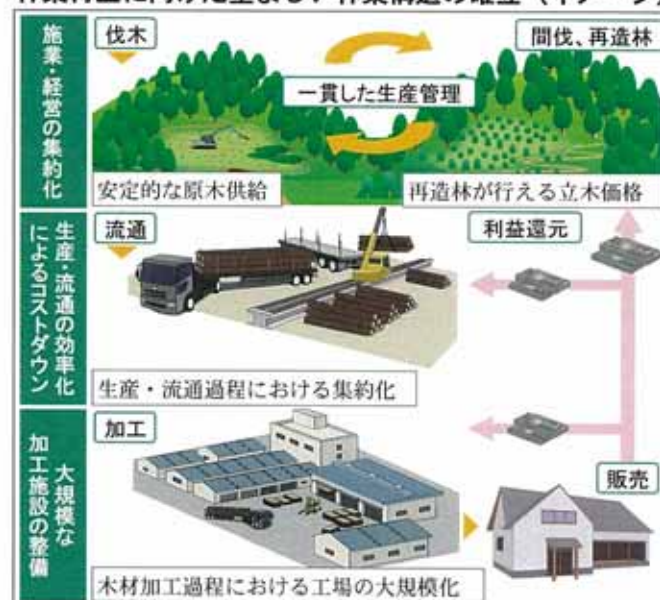 施業・経営の集約化
伐木
間伐、再造林
一貫した生産管理
安定的な原木供給
再造林が行える立木価格
生産・流通の効率化
によるコストダウン
流通
利益還元
生産・流通過程における集約化
大規模な
加工施設の整備
加工
販売
木材加工過程における工場の大規模化